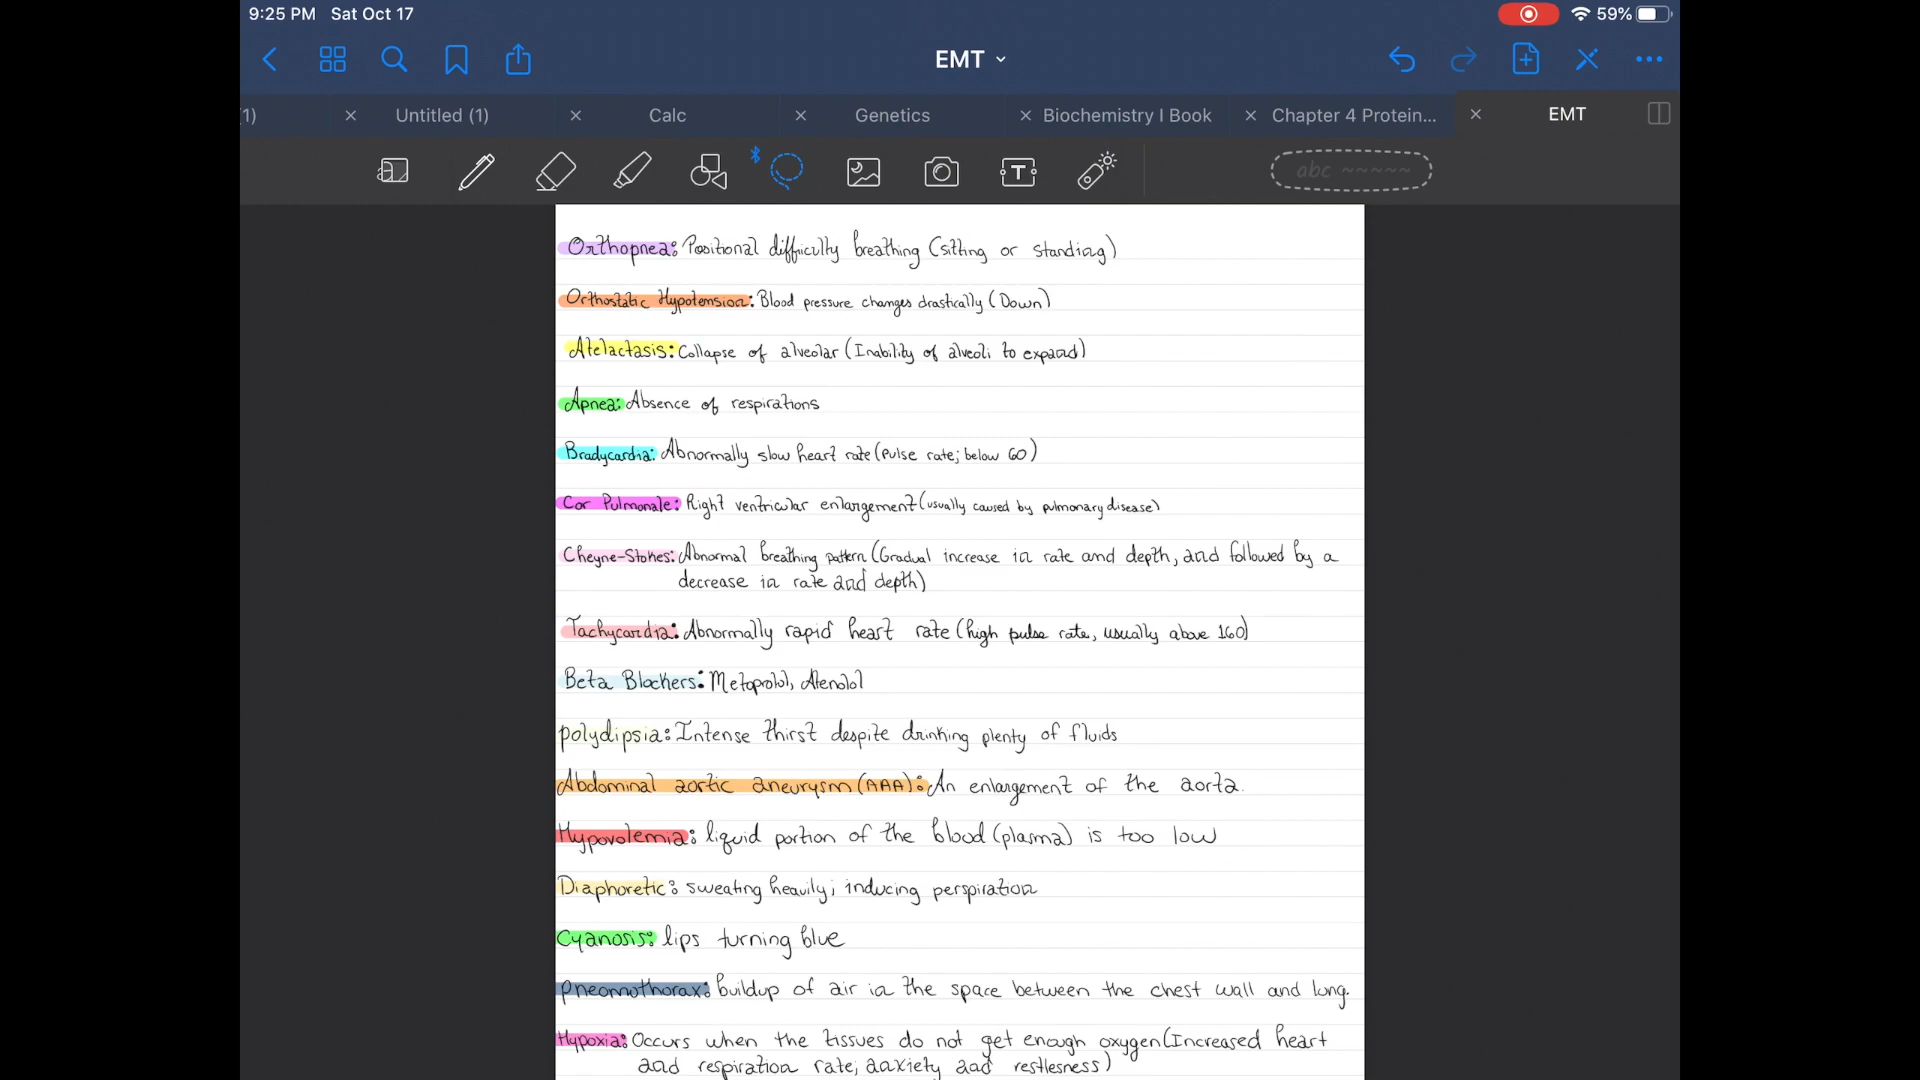 9:25 PM Sat Oct 17
59%
EMT
(1)
Untitled (1)
Calc
Genetics
Biochemistry I Book
Chapter 4 Protein...
EMT
T
abc ~~~~~
Orthopnea: Positional difficulty breathing (sitting or standing)
Orthostatic Hypotension: Blood pressure changes drastically (Down)
Atelactasis: Collapse of alveolar (Inability of alveoli to expand)
Apnea: Absence of respirations
Bradycardia: Abnormally slow heart rate (pulse rate; below 60)
Cor Pulmonale: Right ventricular enlargement (usually caused by pulmonary disease)
Cheyne-Stokes: Abnormal breathing pattern (Gradual increase in rate and depth, and followed by a
decrease in rate and depth)
Tachycardia: Abnormally rapid heart rate (high pulse rate, usually above 160)
Beta Blockers: Metoprolol, Atenolol
polydipsia: Intense thirst despite drinking plenty of fluids
Abdominal aortic aneurysm (AAA): An enlargement of the aorta.
Hypovolemia: liquid portion of the blood (plasma) is too low
Diaphoretic: sweating heavily; inducing perspiration
Cyanosis: lips turning blue
pneomothorax: buildup of air in the space between the chest wall and long.
Hypoxia: Occurs when the tissues do not get enough oxygen (Increased heart
and respiration rate; anxiety and restlesness)